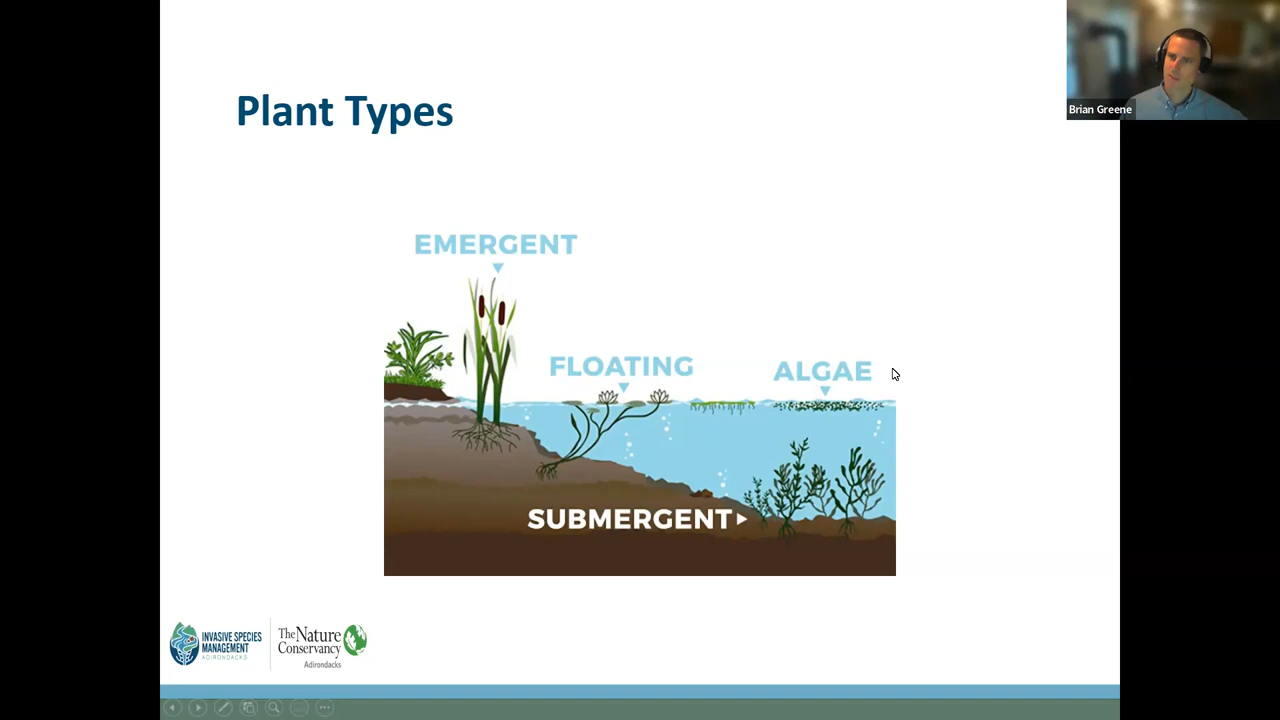 Plant Types
Brian Greene
EMERGENT
FLOATING
ALGAE
SUBMERGENT
INVASIVE SPECIES
MANAGEMENT
ADIRONDACKS
The Nature
Conservancy
Adirondacks